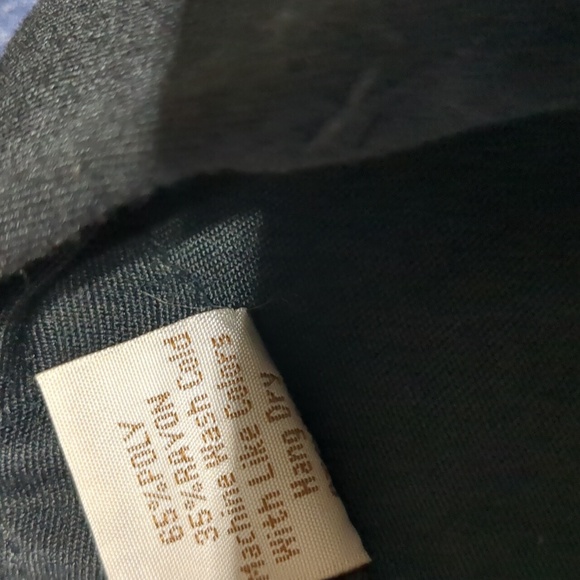 65%POLY
35%RAYON
Machine Wash Cold
With Like Colors
Hang Dry